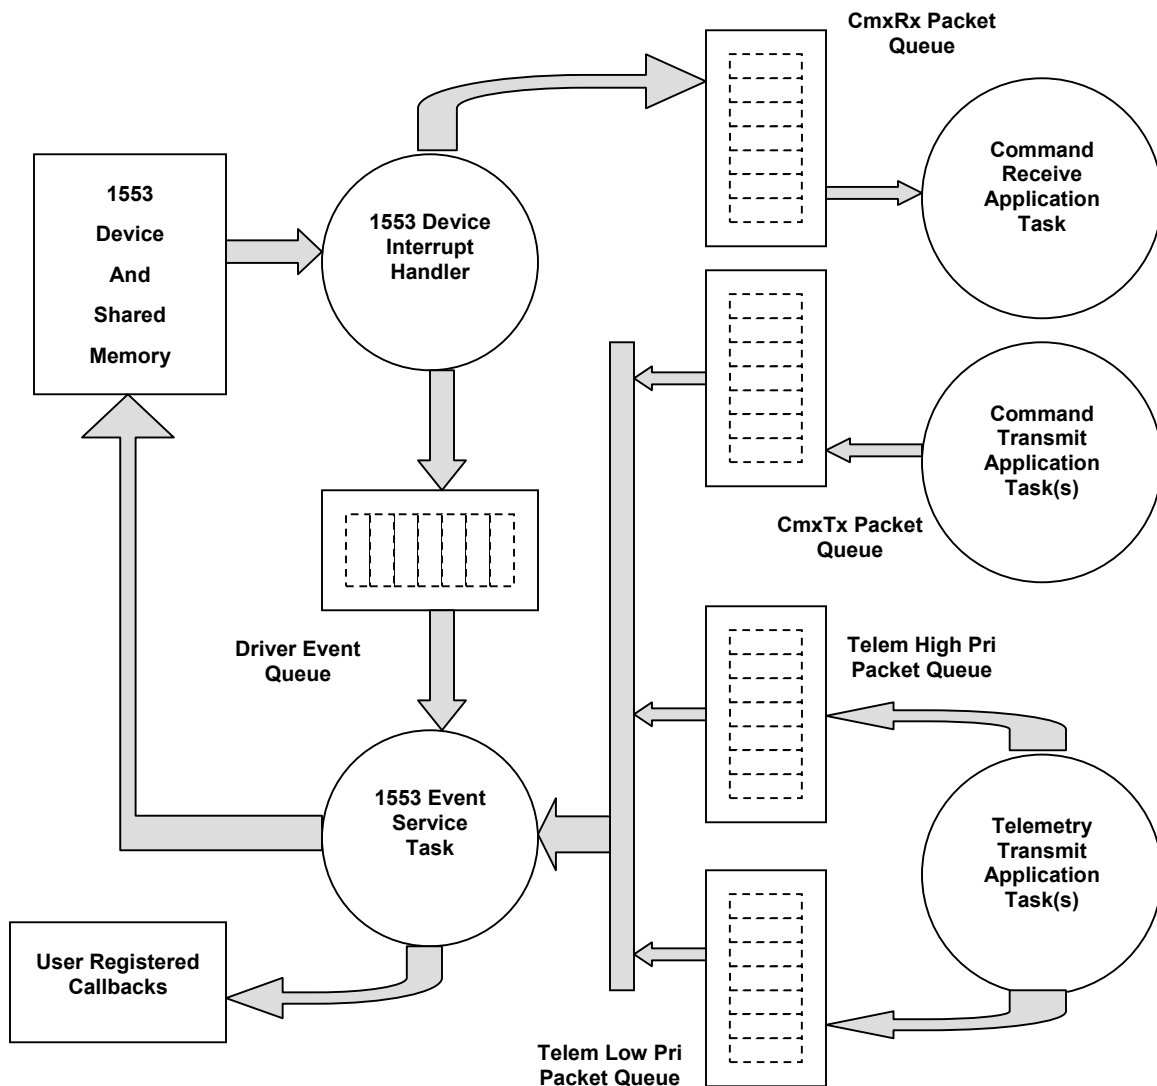 CmxRx Packet
Queue
Command
Receive
Application
Task
1553
Device
And
Shared
Memory
1553 Device
Interrupt
Handler
Command
Transmit
Application
Task(s)
CmxTx Packet
Queue
Driver Event
Queue
Telem High Pri
Packet Queue
1553 Event
Service
Task
Telemetry
Transmit
Application
Task(s)
User Registered
Callbacks
Telem Low Pri
Packet Queue